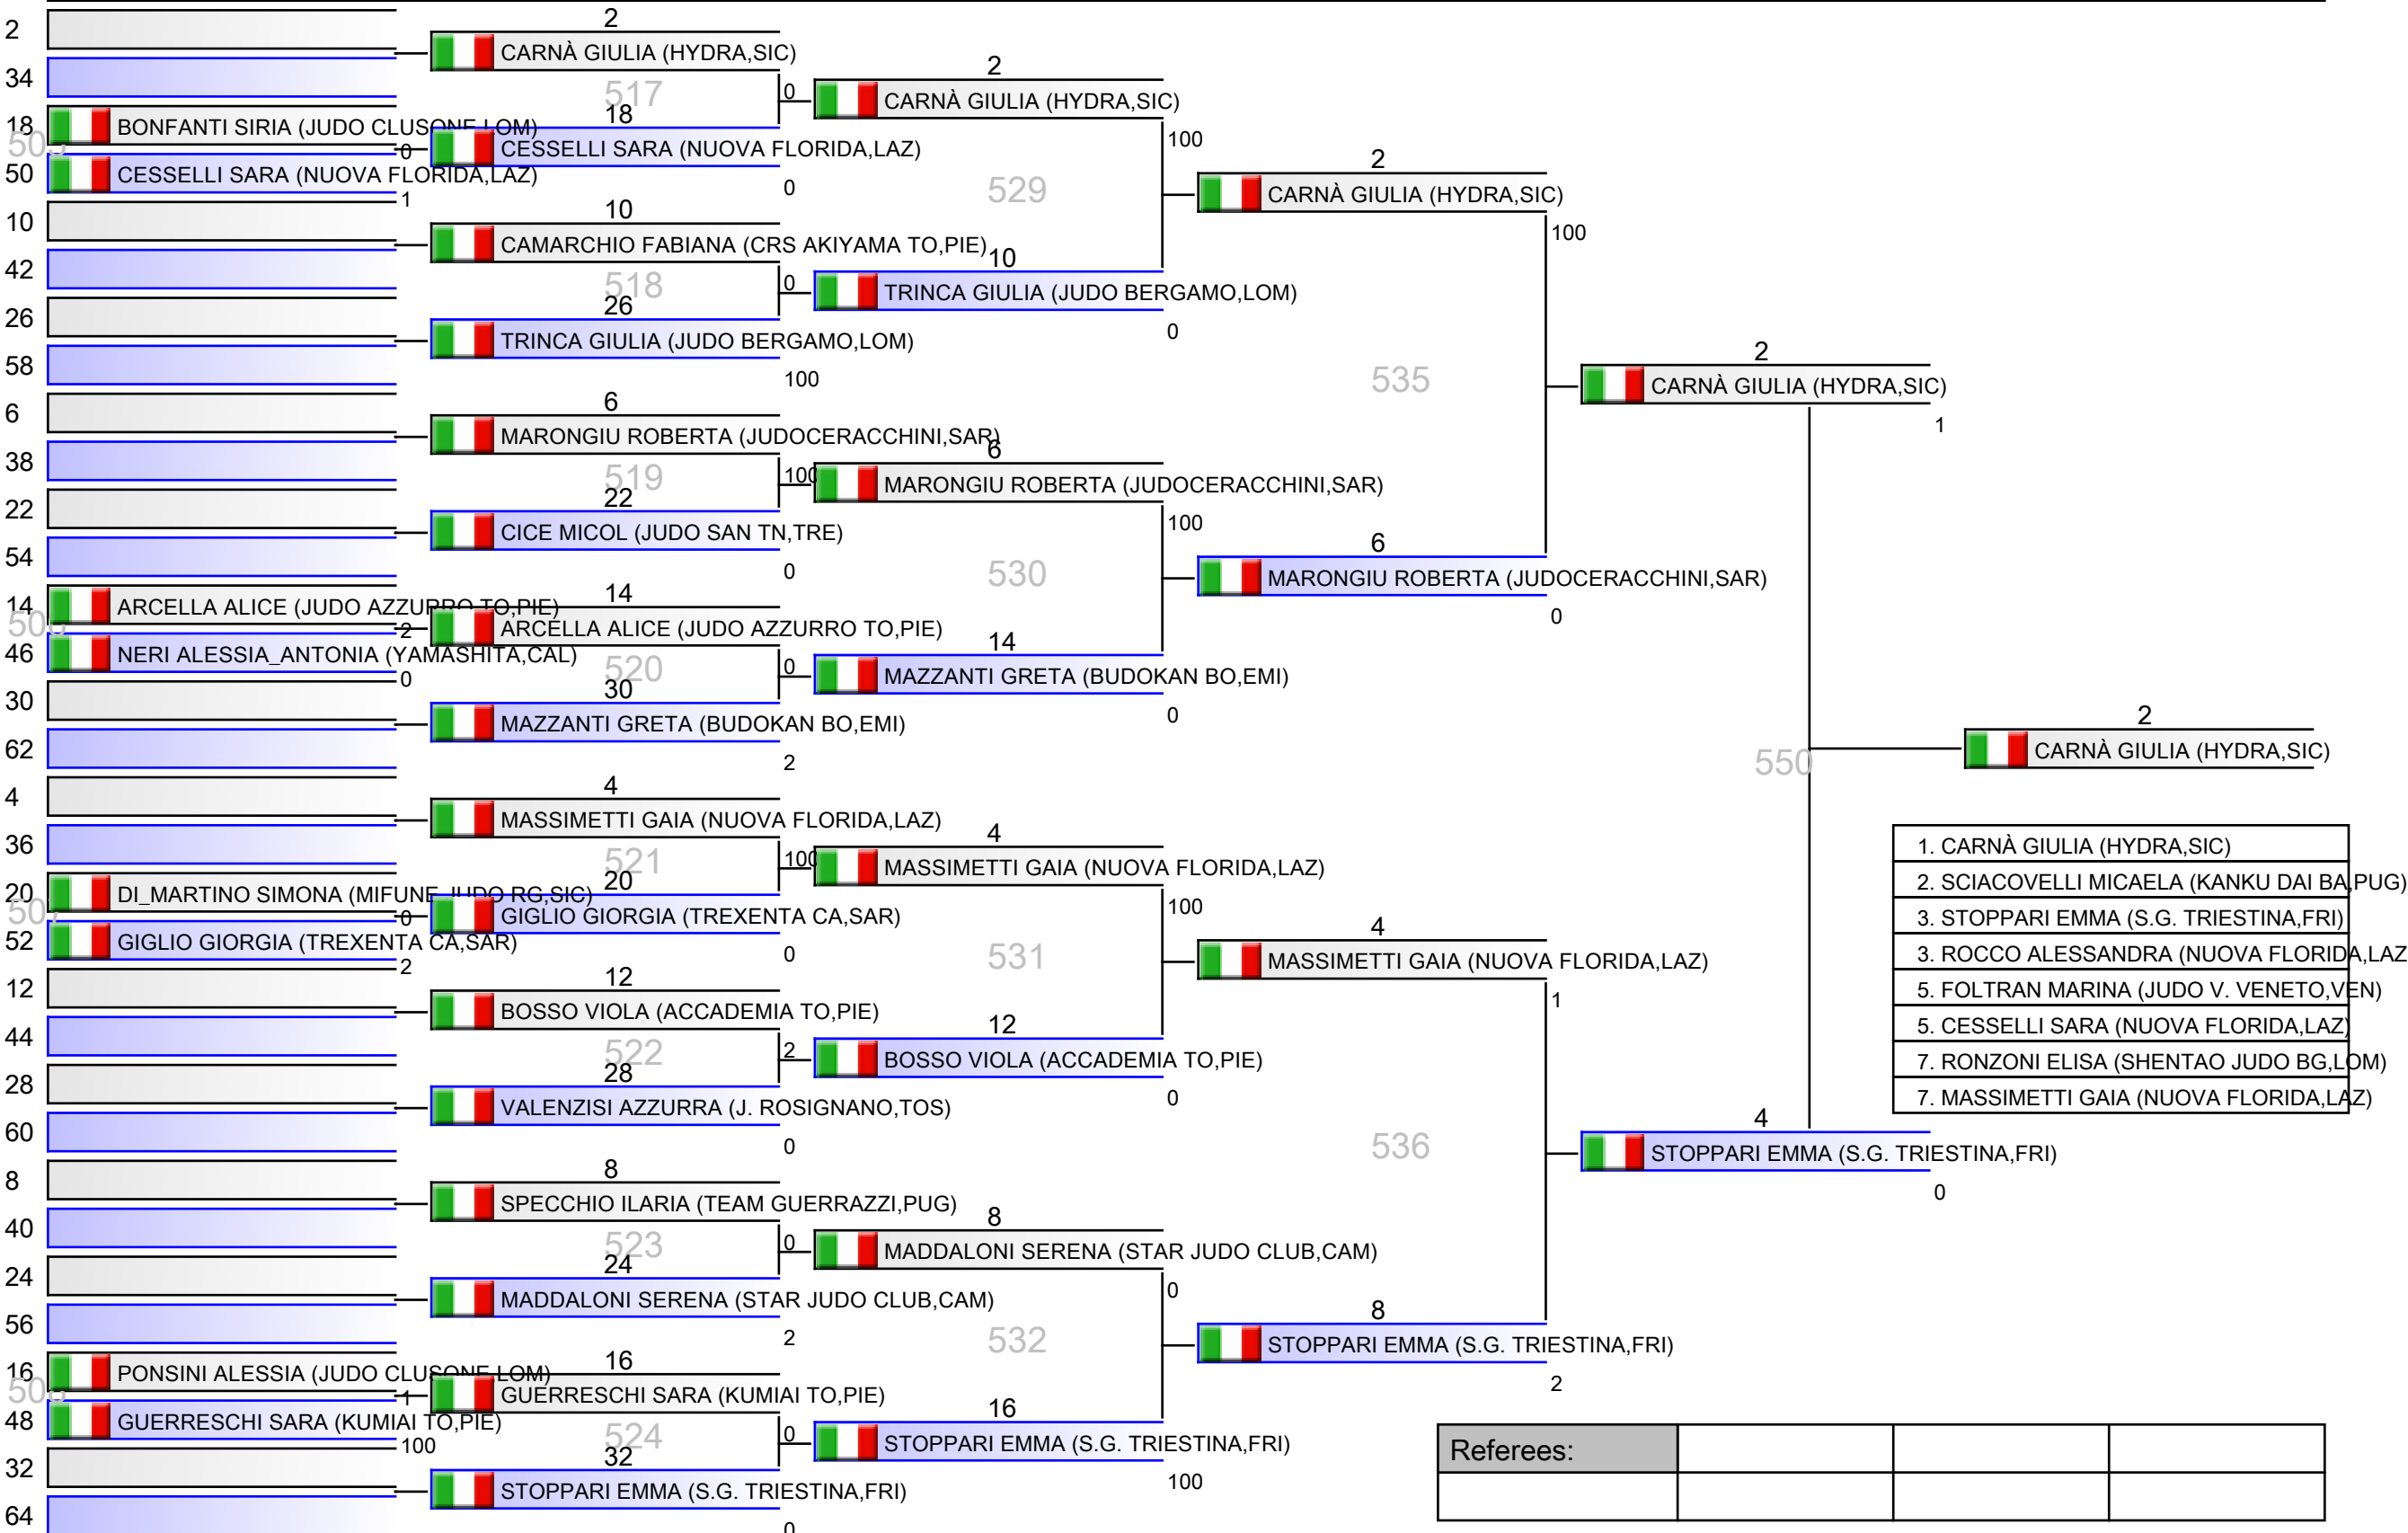 2
34
18
BONFANTI SIRIA (JUDO CLUSONE,LOM)
0
50
CESSELLI SARA (NUOVA FLORIDA,LAZ)
1
10
42
26
58
6
38
22
54
14
ARCELLA ALICE (JUDO AZZURRO TO,PIE)
2
46
NERI ALESSIA_ANTONIA (YAMASHITA,CAL)
0
30
62
4
36
20
DI_MARTINO SIMONA (MIFUNE JUDO RG,SIC)
0
52
GIGLIO GIORGIA (TREXENTA CA,SAR)
2
12
44
28
60
8
40
24
56
16
PONSINI ALESSIA (JUDO CLUSONE,LOM)
1
48
GUERRESCHI SARA (KUMIAI TO,PIE)
100
32
64
2
CARNÀ GIULIA (HYDRA,SIC)
517
0
18
CESSELLI SARA (NUOVA FLORIDA,LAZ)
0
10
CAMARCHIO FABIANA (CRS AKIYAMA TO,PIE)
518
0
26
TRINCA GIULIA (JUDO BERGAMO,LOM)
100
6
MARONGIU ROBERTA (JUDOCERACCHINI,SAR)
519
100
22
CICE MICOL (JUDO SAN TN,TRE)
0
14
ARCELLA ALICE (JUDO AZZURRO TO,PIE)
520
0
30
MAZZANTI GRETA (BUDOKAN BO,EMI)
2
4
MASSIMETTI GAIA (NUOVA FLORIDA,LAZ)
521
100
20
GIGLIO GIORGIA (TREXENTA CA,SAR)
0
12
BOSSO VIOLA (ACCADEMIA TO,PIE)
522
2
28
VALENZISI AZZURRA (J. ROSIGNANO,TOS)
0
8
SPECCHIO ILARIA (TEAM GUERRAZZI,PUG)
523
0
24
MADDALONI SERENA (STAR JUDO CLUB,CAM)
2
16
GUERRESCHI SARA (KUMIAI TO,PIE)
524
0
32
STOPPARI EMMA (S.G. TRIESTINA,FRI)
0
2
CARNÀ GIULIA (HYDRA,SIC)
100
529
10
TRINCA GIULIA (JUDO BERGAMO,LOM)
0
6
MARONGIU ROBERTA (JUDOCERACCHINI,SAR)
100
530
14
MAZZANTI GRETA (BUDOKAN BO,EMI)
0
4
MASSIMETTI GAIA (NUOVA FLORIDA,LAZ)
100
531
12
BOSSO VIOLA (ACCADEMIA TO,PIE)
0
8
MADDALONI SERENA (STAR JUDO CLUB,CAM)
0
532
16
STOPPARI EMMA (S.G. TRIESTINA,FRI)
100
2
CARNÀ GIULIA (HYDRA,SIC)
100
535
6
MARONGIU ROBERTA (JUDOCERACCHINI,SAR)
0
4
MASSIMETTI GAIA (NUOVA FLORIDA,LAZ)
1
536
8
STOPPARI EMMA (S.G. TRIESTINA,FRI)
2
2
CARNÀ GIULIA (HYDRA,SIC)
1
550
4
STOPPARI EMMA (S.G. TRIESTINA,FRI)
0
2
CARNÀ GIULIA (HYDRA,SIC)
1. CARNÀ GIULIA (HYDRA,SIC)
2. SCIACOVELLI MICAELA (KANKU DAI BA,PUG)
3. STOPPARI EMMA (S.G. TRIESTINA,FRI)
3. ROCCO ALESSANDRA (NUOVA FLORIDA,LAZ
5. FOLTRAN MARINA (JUDO V. VENETO,VEN)
5. CESSELLI SARA (NUOVA FLORIDA,LAZ)
7. RONZONI ELISA (SHENTAO JUDO BG,LOM)
7. MASSIMETTI GAIA (NUOVA FLORIDA,LAZ)
Referees: